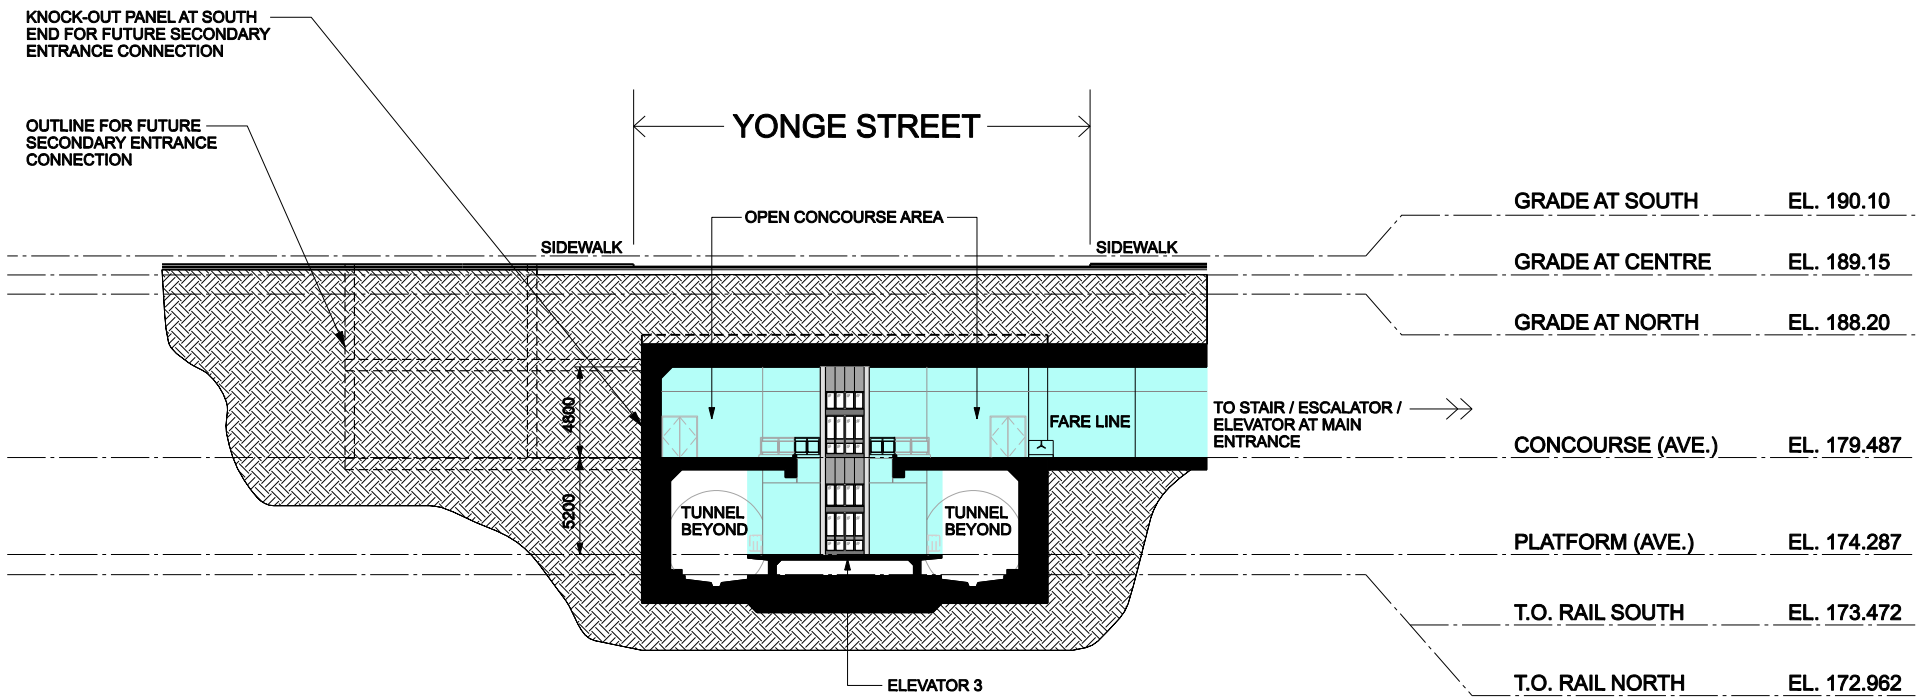 KNOCK-OUT PANEL AT SOUTH
END FOR FUTURE SECONDARY
ENTRANCE CONNECTION
OUTLINE FOR FUTURE
SECONDARY ENTRANCE
CONNECTION
YONGE STREET
OPEN CONCOURSE AREA
SIDEWALK
SIDEWALK
GRADE AT SOUTH EL. 190.10
GRADE AT CENTRE EL. 189.15
GRADE AT NORTH EL. 188.20
4800
FARE LINE
TO STAIR / ESCALATOR /
ELEVATOR AT MAIN
ENTRANCE
CONCOURSE (AVE.) EL. 179.487
5200
TUNNEL
BEYOND
TUNNEL
BEYOND
PLATFORM (AVE.) EL. 174.287
T.O. RAIL SOUTH EL. 173.472
T.O. RAIL NORTH EL. 172.962
ELEVATOR 3